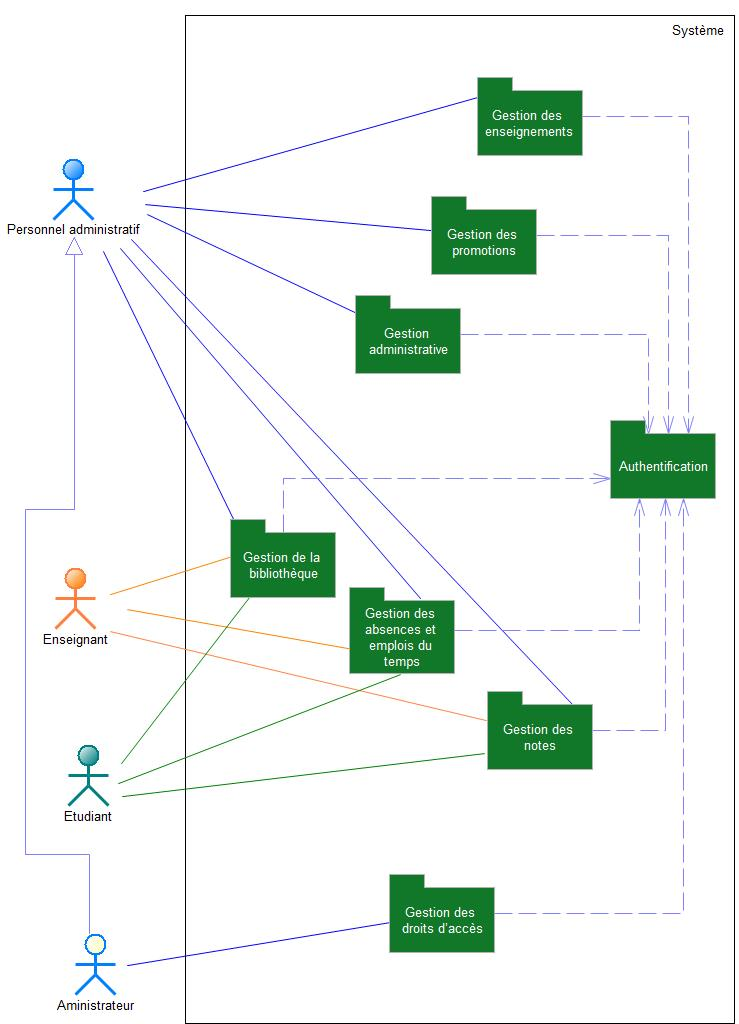 Système
Gestion des
enseignements
Personnel administratif
Gestion des
promotions
Gestion
administrative
Authentification
Gestion de la
bibliothèque
Enseignant
Gestion des
absences et
emplois du
temps
Gestion des
notes
Etudiant
Gestion des
droits d'accès
Aministrateur